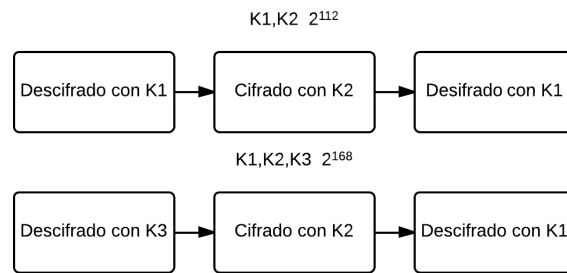 K1,K2 2¹¹²
Descifrado con K1
Cifrado con K2
Desifrado con K1
K1,K2,K3 2¹⁶⁸
Descifrado con K3
Cifrado con K2
Descifrado con K1